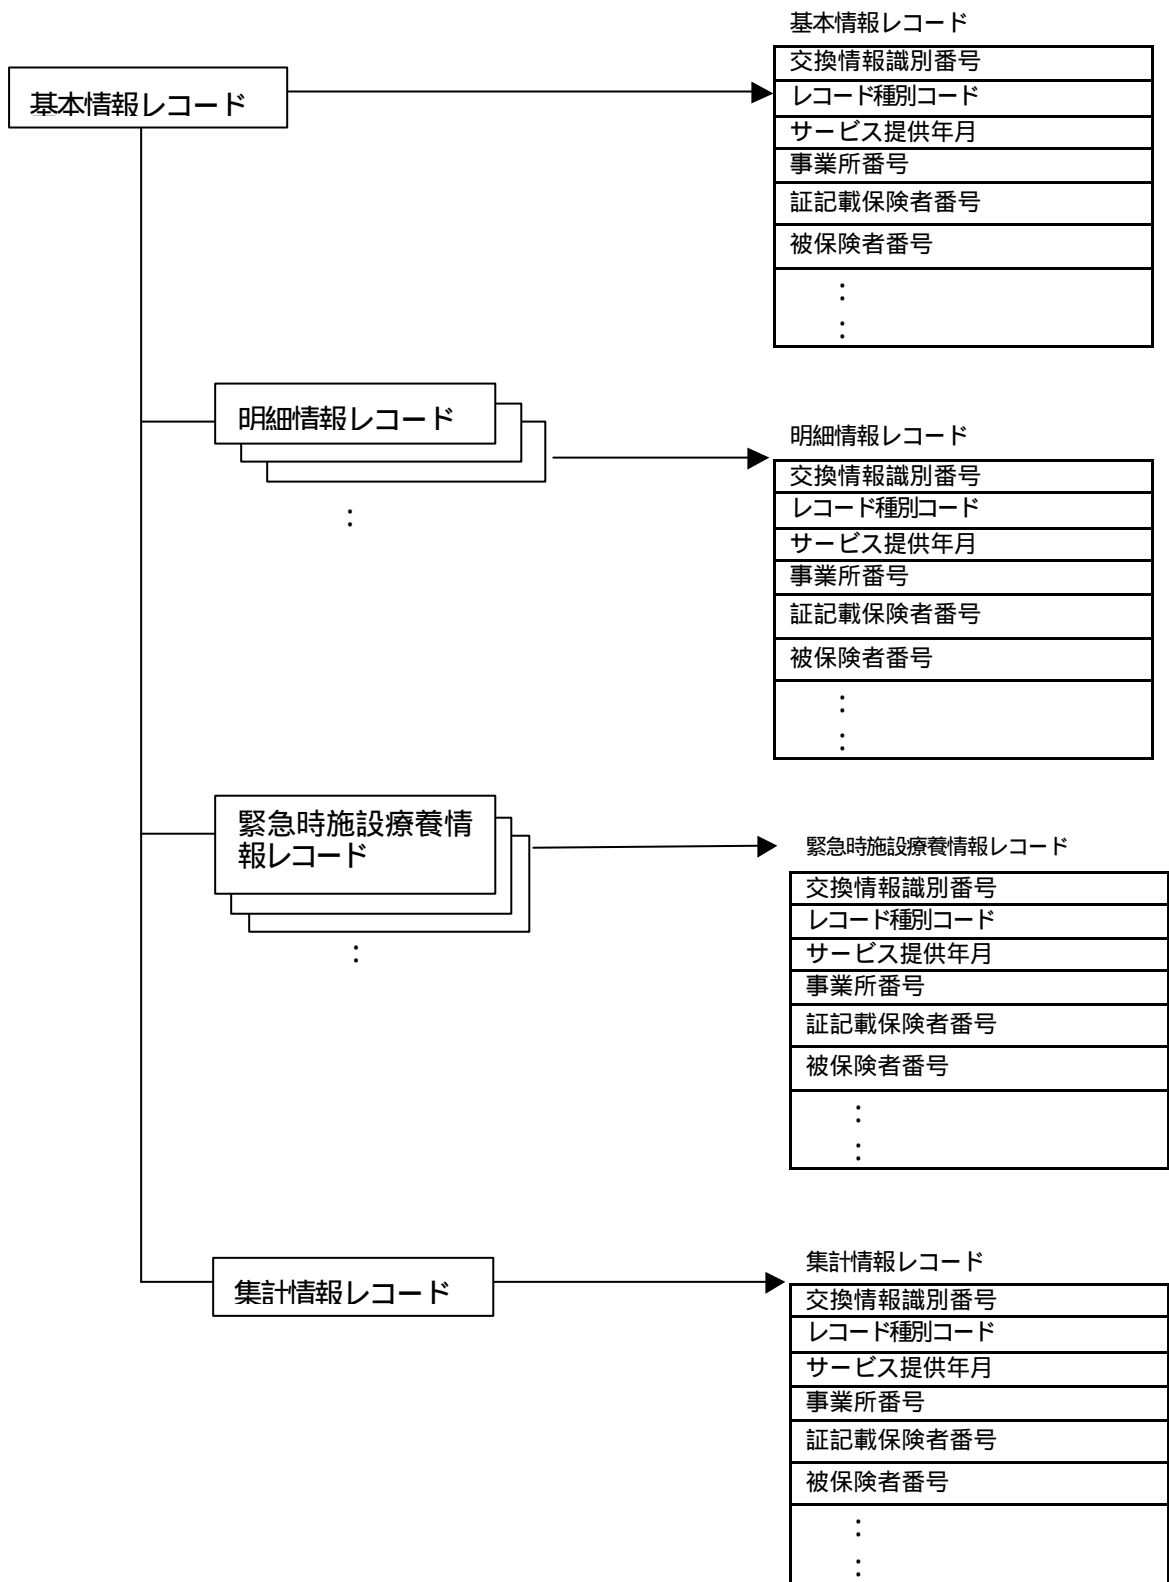 基本情報レコード
基本情報レコード
交換情報識別番号
レコード種別コード
サービス提供年月
事業所番号
証記載保険者番号
被保険者番号
：
：
明細情報レコード
：
明細情報レコード
交換情報識別番号
レコード種別コード
サービス提供年月
事業所番号
証記載保険者番号
被保険者番号
：
：
緊急時施設療養情
報レコード
：
緊急時施設療養情報レコード
交換情報識別番号
レコード種別コード
サービス提供年月
事業所番号
証記載保険者番号
被保険者番号
：
：
集計情報レコード
集計情報レコード
交換情報識別番号
レコード種別コード
サービス提供年月
事業所番号
証記載保険者番号
被保険者番号
：
：